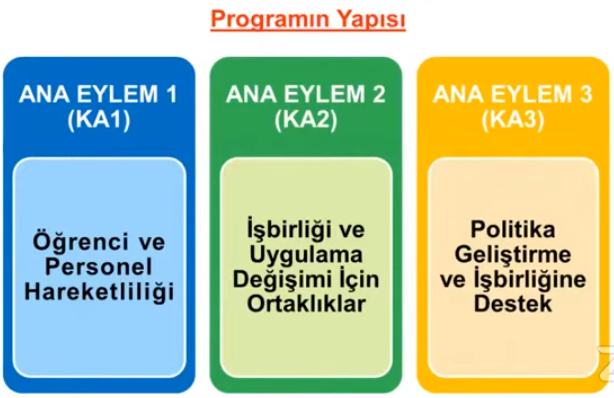 Programın Yapısı
ANA EYLEM 1
(KA1)
Öğrenci ve
Personel
Hareketliliği
ANA EYLEM 2
(KA2)
İşbirliği ve
Uygulama
Değişimi İçin
Ortaklıklar
ANA EYLEM 3
(KA3)
Politika
Geliştirme
ve İşbirliğine
Destek